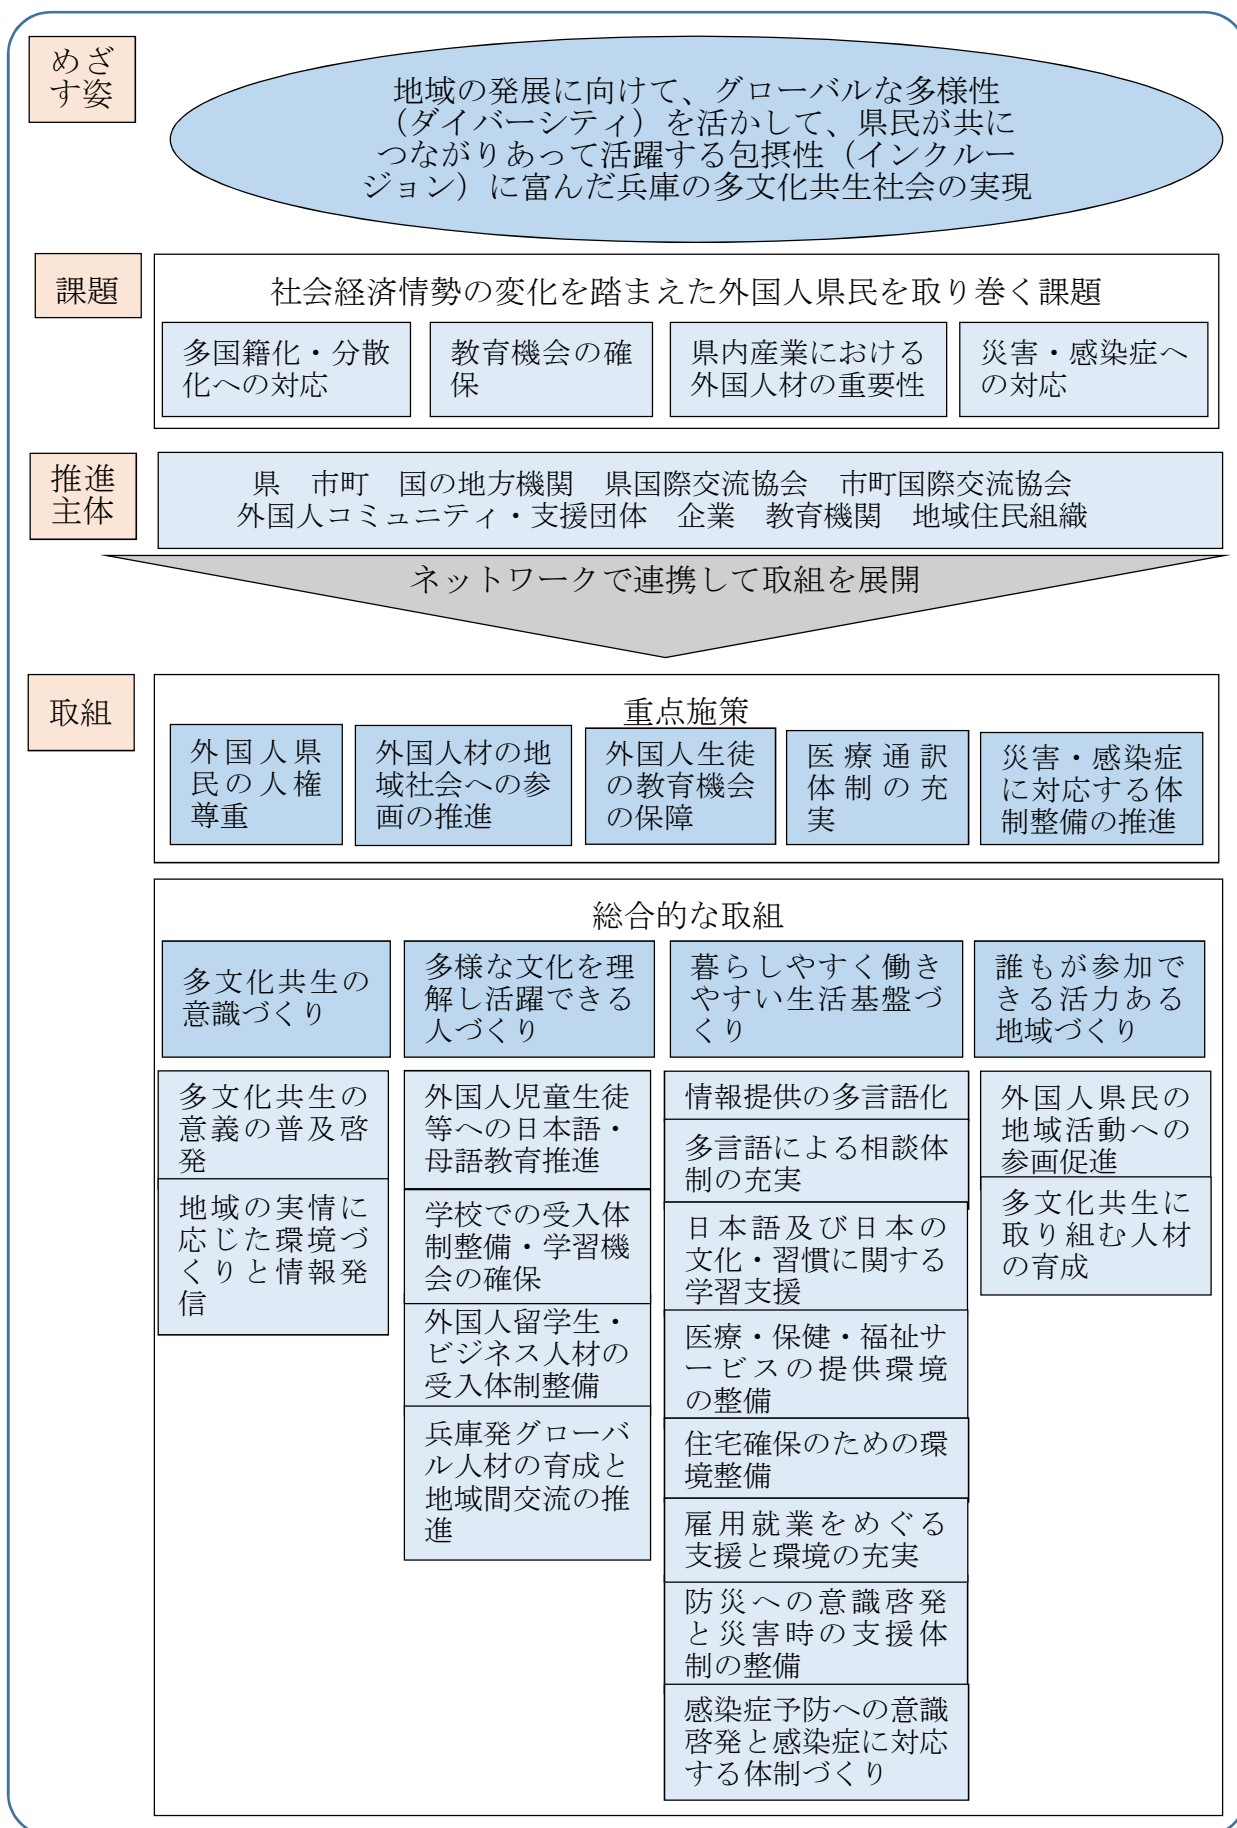 めざ
す姿
地域の発展に向けて、グローバルな多様性
（ダイバーシティ）を活かして、県民が共に
つながりあって活躍する包摂性（インクルー
ジョン）に富んだ兵庫の多文化共生社会の実現
課題
社会経済情勢の変化を踏まえた外国人県民を取り巻く課題
多国籍化・分散
化への対応
教育機会の確
保
県内産業における
外国人材の重要性
災害・感染症へ
の対応
推進
主体
県　市町　国の地方機関　県国際交流協会　市町国際交流協会
外国人コミュニティ・支援団体　企業　教育機関　地域住民組織
ネットワークで連携して取組を展開
取組
重点施策
外国人県
民の人権
尊重
外国人材の地
域社会への参
画の推進
外国人生徒
の教育機会
の保障
医療通訳
体制の充
実
災害・感染症
に対応する体
制整備の推進
総合的な取組
多文化共生の
意識づくり
多文化共生の
意義の普及啓
発
地域の実情に
応じた環境づ
くりと情報発
信
多様な文化を理
解し活躍できる
人づくり
外国人児童生徒
等への日本語・
母語教育推進
学校での受入体
制整備・学習機
会の確保
外国人留学生・
ビジネス人材の
受入体制整備
兵庫発グローバ
ル人材の育成と
地域間交流の推
進
暮らしやすく働き
やすい生活基盤づ
くり
情報提供の多言語化
多言語による相談体
制の充実
日本語及び日本の
文化・習慣に関する
学習支援
医療・保健・福祉サ
ービスの提供環境
の整備
住宅確保のための環
境整備
雇用就業をめぐる
支援と環境の充実
防災への意識啓発
と災害時の支援体
制の整備
感染症予防への意識
啓発と感染症に対応
する体制づくり
誰もが参加で
きる活力ある
地域づくり
外国人県民の
地域活動への
参画促進
多文化共生に
取り組む人材
の育成